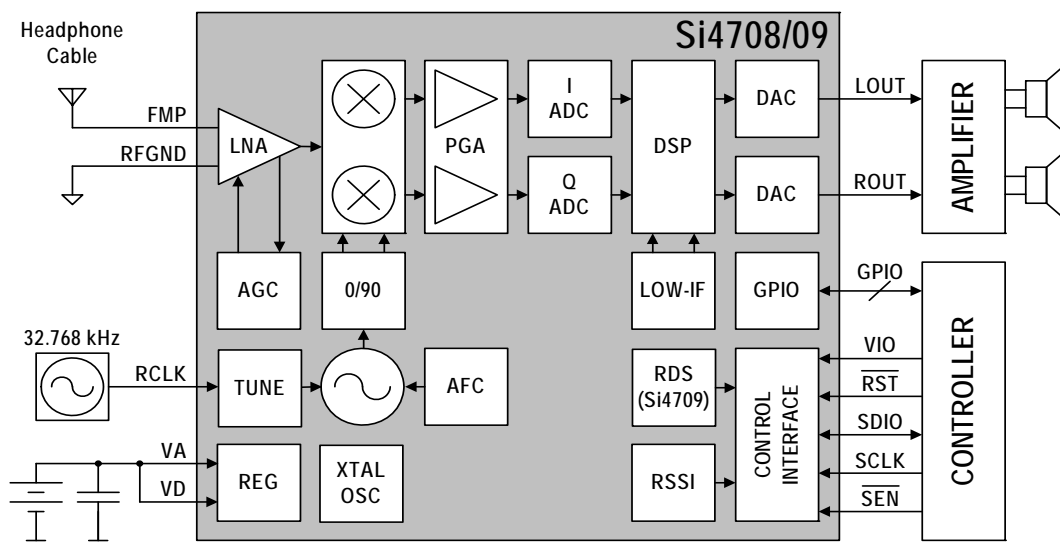 Si4708/09
Headphone
Cable
FMP
RFGND
LNA
PGA
I
ADC
Q
ADC
DSP
DAC
DAC
LOUT
ROUT
AMPLIFIER
AGC
0/90
LOW-IF
GPIO
GPIO
32.768 kHz
RCLK
TUNE
AFC
RDS
(Si4709)
CONTROL
INTERFACE
VIO
RST
SDIO
SCLK
SEN
CONTROLLER
VA
VD
REG
XTAL
OSC
RSSI